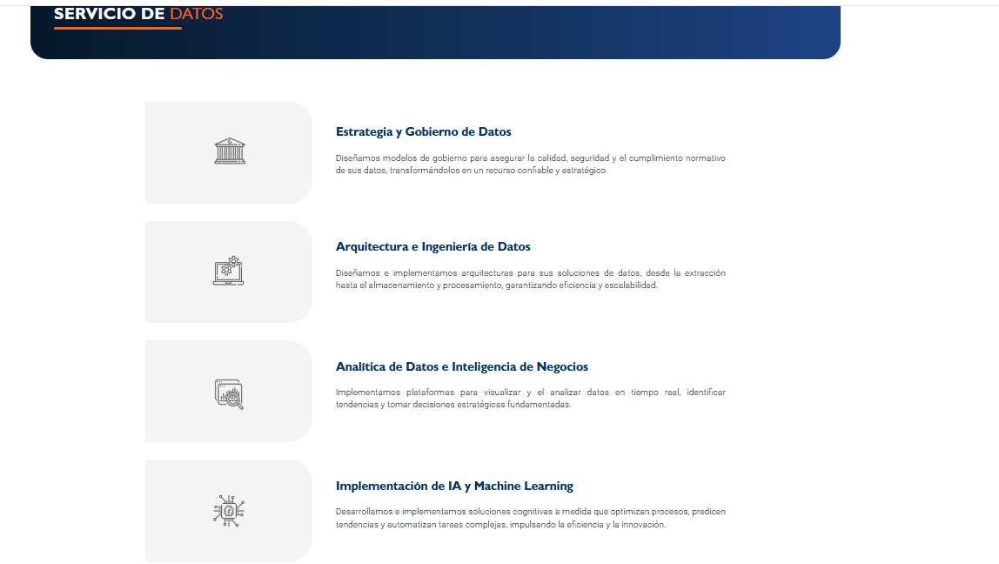 SERVICIO DE DATOS
Estrategia y Gobierno de Datos
Diseñamos modelos de gobierno para asegurar la calidad, seguridad y el cumplimiento normativo
de sus datos, transformándolos en un recurso confiable y estratégico.
Arquitectura e Ingeniería de Datos
Diseñamos e implementamos arquitecturas para sus soluciones de datos, desde la extracción
hasta el almacenamiento y procesamiento, garantizando eficiencia y escalabilidad.
Analítica de Datos e Inteligencia de Negocios
Implementamos plataformas para visualizar y el analizar datos en tiempo real, identificar
tendencias y tomar decisiones estratégicas fundamentadas.
Implementación de IA y Machine Learning
Desarrollamos e implementamos soluciones cognitivas a medida que optimizan procesos, predicen
tendencias y automatizan tareas complejas, impulsando la eficiencia y la innovación.